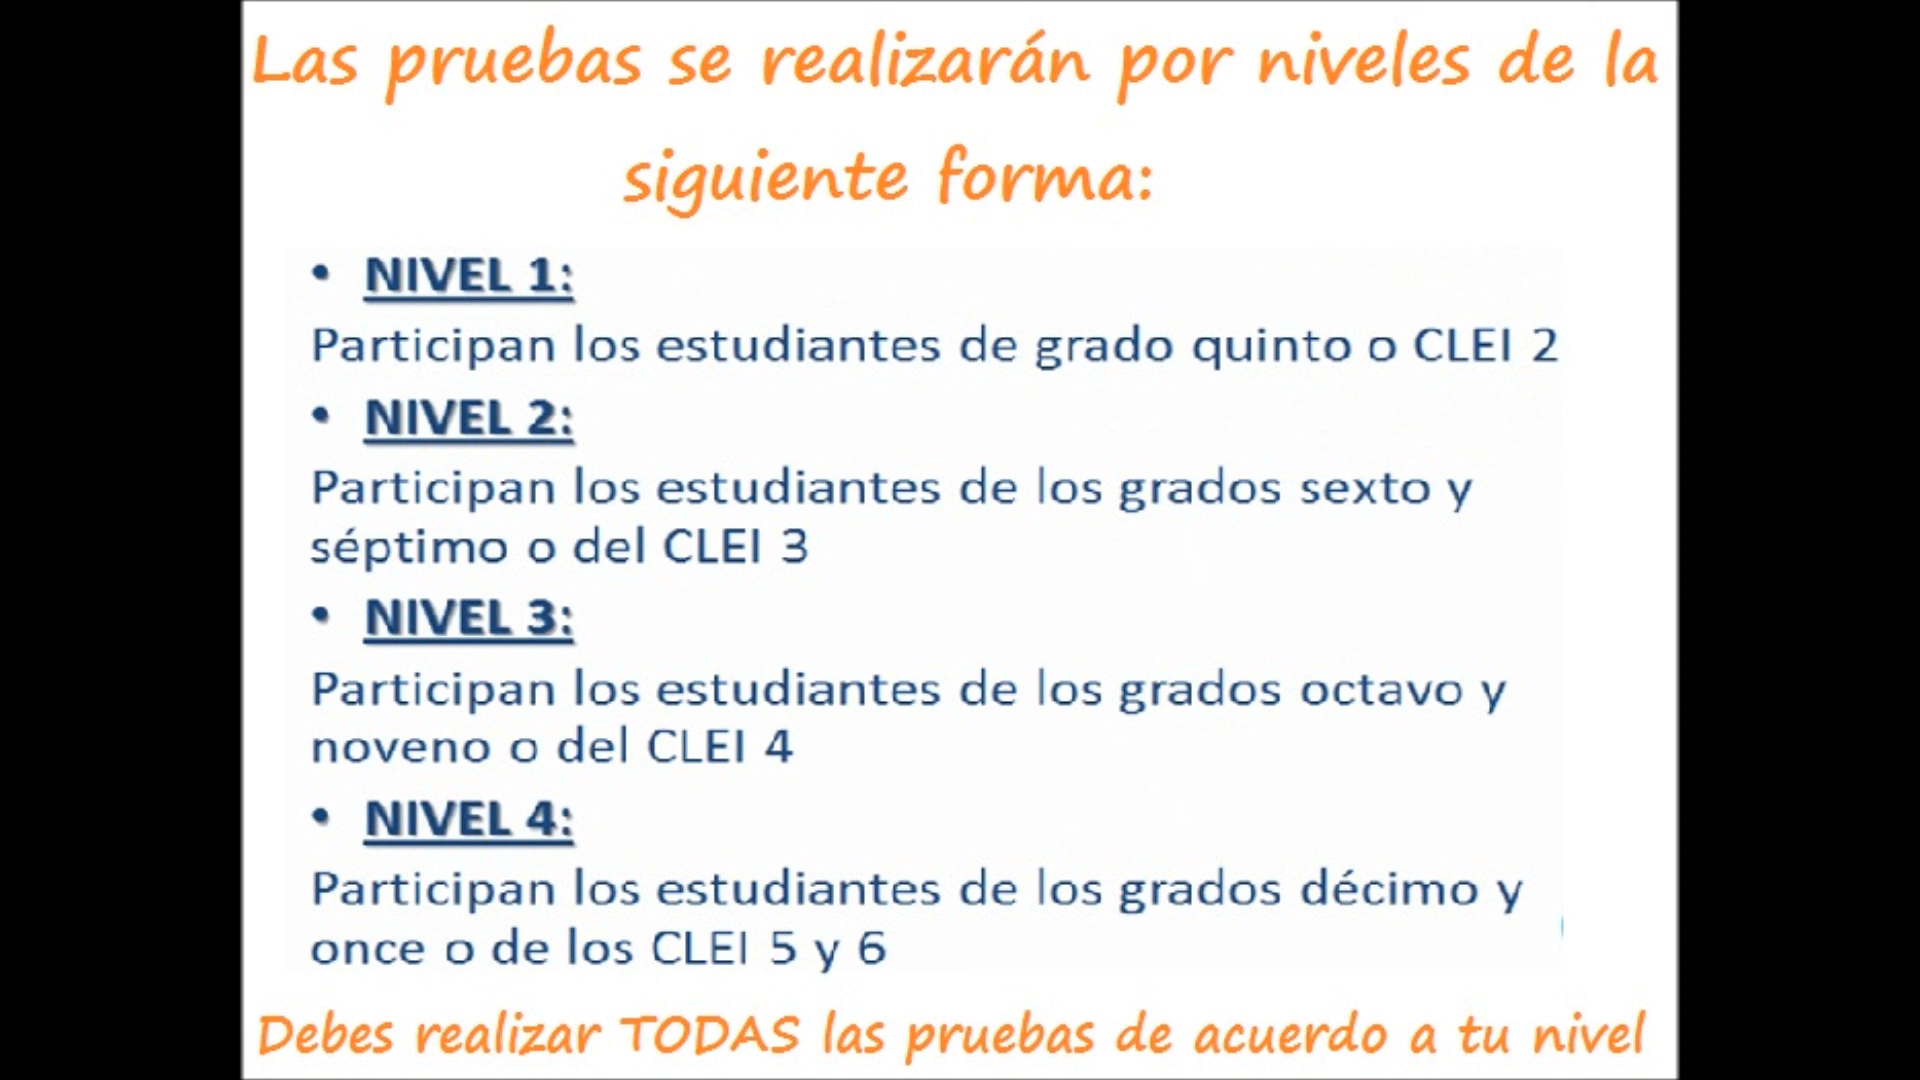 Las pruebas se realizarán por niveles de la
siguiente forma:
• NIVEL 1:
Participan los estudiantes de grado quinto o CLEI 2
• NIVEL 2:
Participan los estudiantes de los grados sexto y
séptimo o del CLEI 3
• NIVEL 3:
Participan los estudiantes de los grados octavo y
noveno o del CLEI 4
• NIVEL 4:
Participan los estudiantes de los grados décimo y
once o de los CLEI 5 y 6
Debes realizar TODAS las pruebas de acuerdo a tu nivel